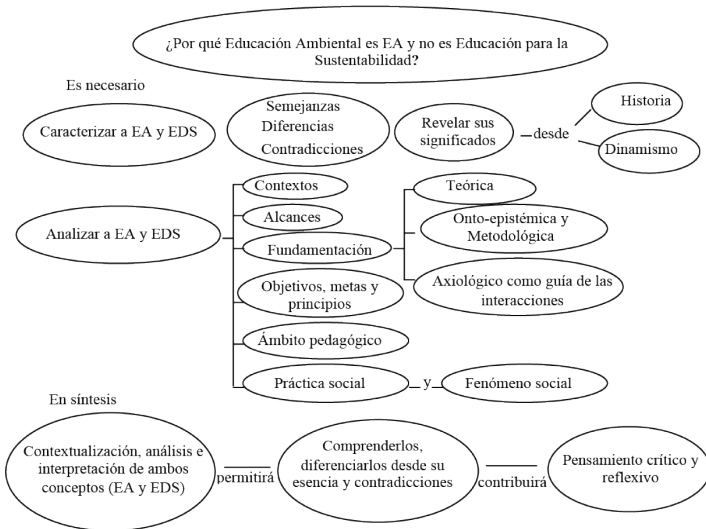 ¿Por qué Educación Ambiental es EA y no es Educación para la
Sustentabilidad?
Es necesario
Caracterizar a EA y EDS
Semejanzas
Diferencias
Contradicciones
Revelar sus
significados
desde
Historia
Dinamismo
Analizar a EA y EDS
Contextos
Alcances
Fundamentación
Teórica
Onto-epistémica y
Metodológica
Axiológico como guía de las
interacciones
Objetivos, metas y
principios
Ámbito pedagógico
Práctica social
y
Fenómeno social
En síntesis
Contextualización, análisis e
interpretación de ambos
conceptos (EA y EDS)
permitirá
Comprenderlos,
diferenciarlos desde su
esencia y contradicciones
contribuirá
Pensamiento crítico y
reflexivo